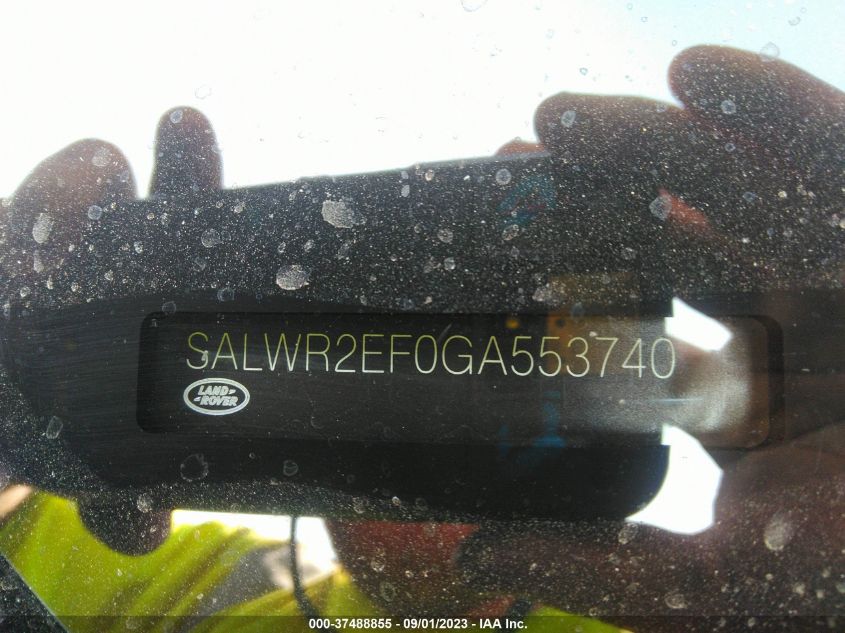 SALWR2EF0GA553740
LAND-
-ROVER
000-37488855 - 09/01/2023 - IAA Inc.